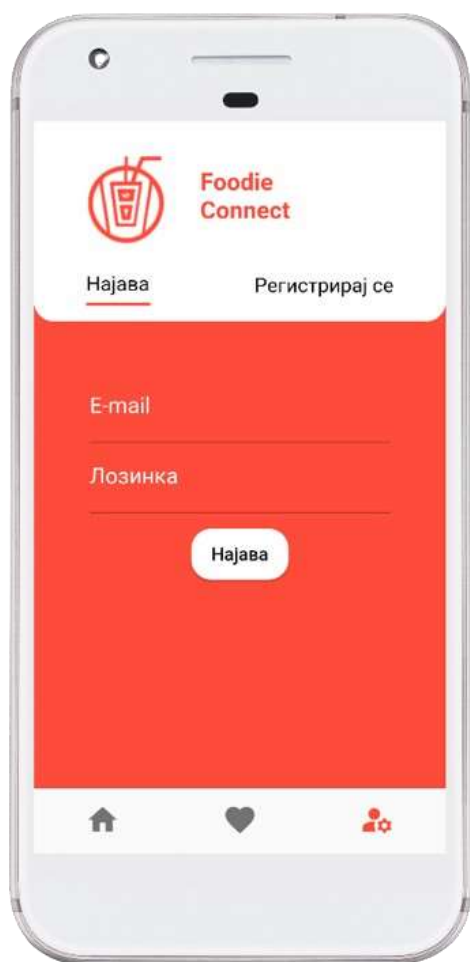 Foodie
Connect
Најава
Регистрирај се
E-mail
Лозинка
Најава